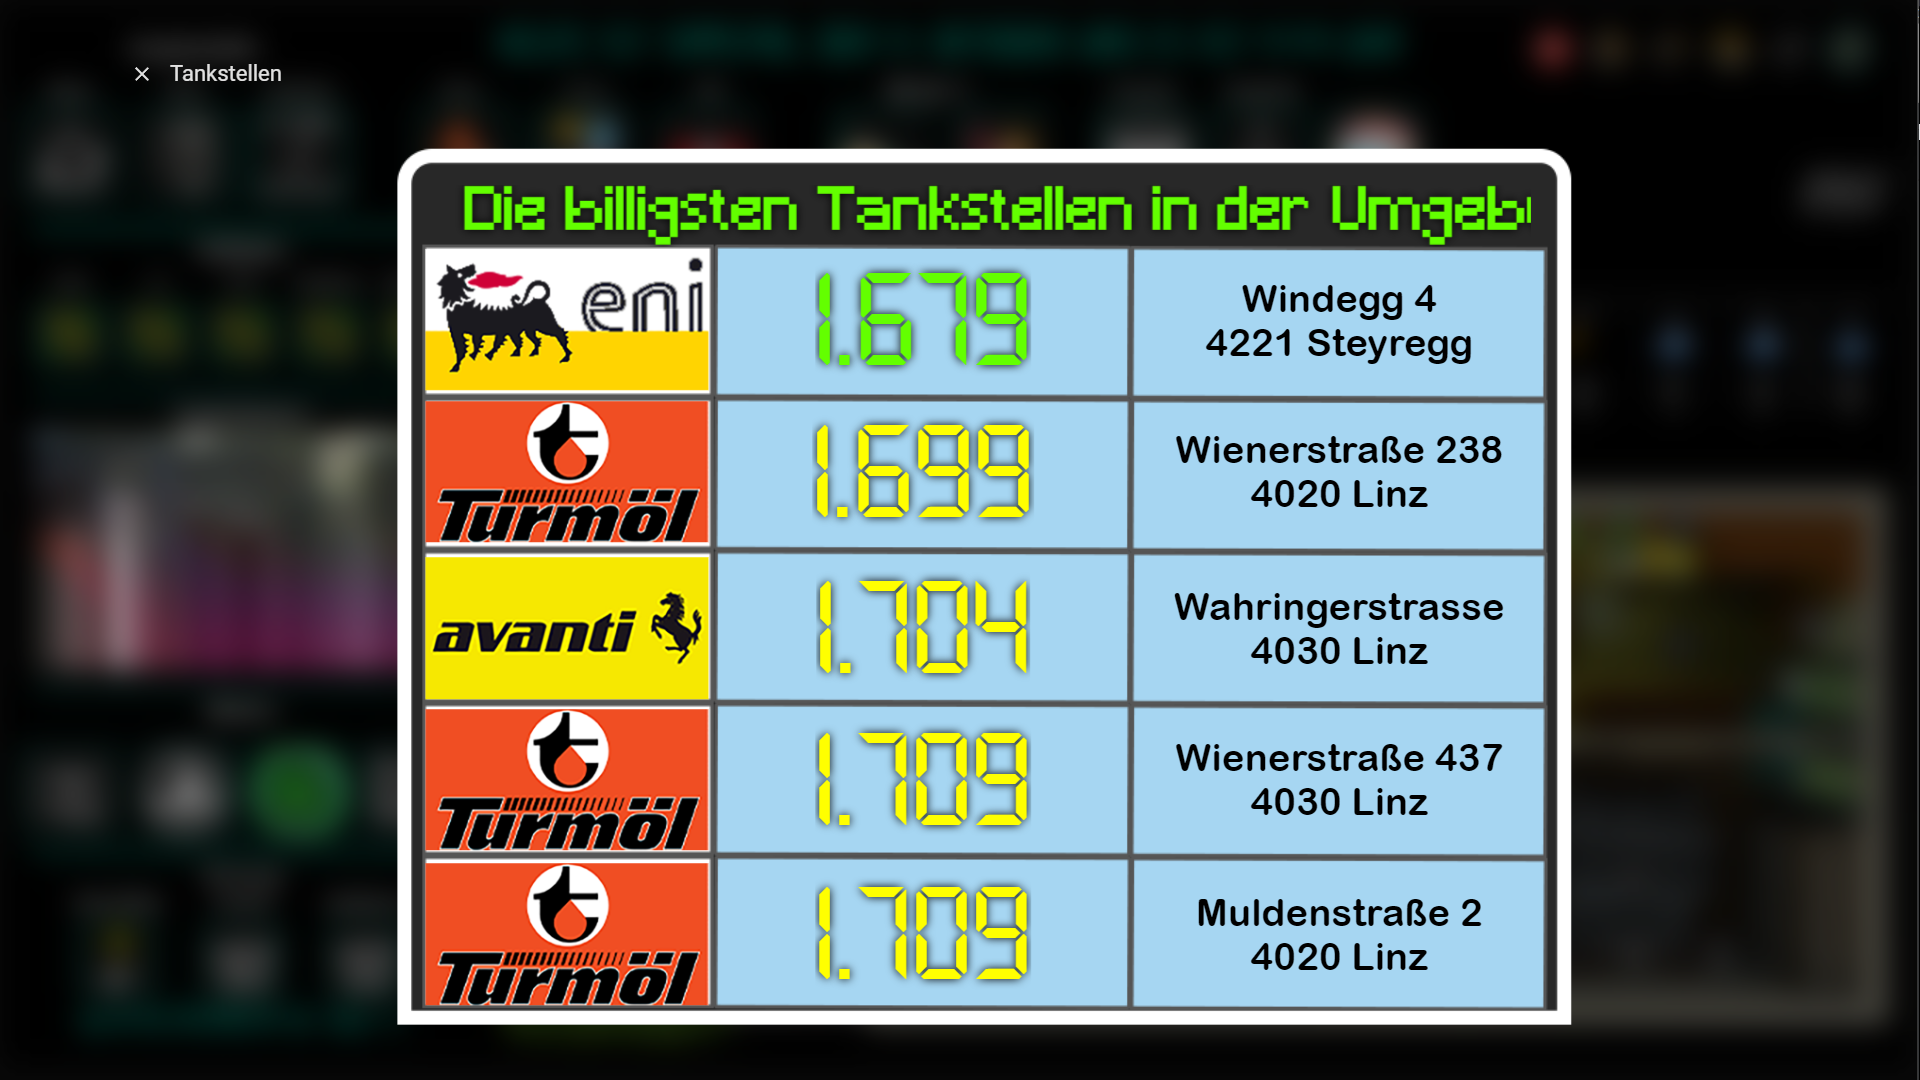 Tankstellen
Die billigsten Tankstellen in der Umgeb
eni
1.679
Windegg 4
4221 Steyregg
Turmöl
1.699
Wienerstraße 238
4020 Linz
avanti
1.704
Wahringerstrasse
4030 Linz
Turmöl
1.709
Wienerstraße 437
4030 Linz
Turmöl
1.709
Muldenstraße 2
4020 Linz